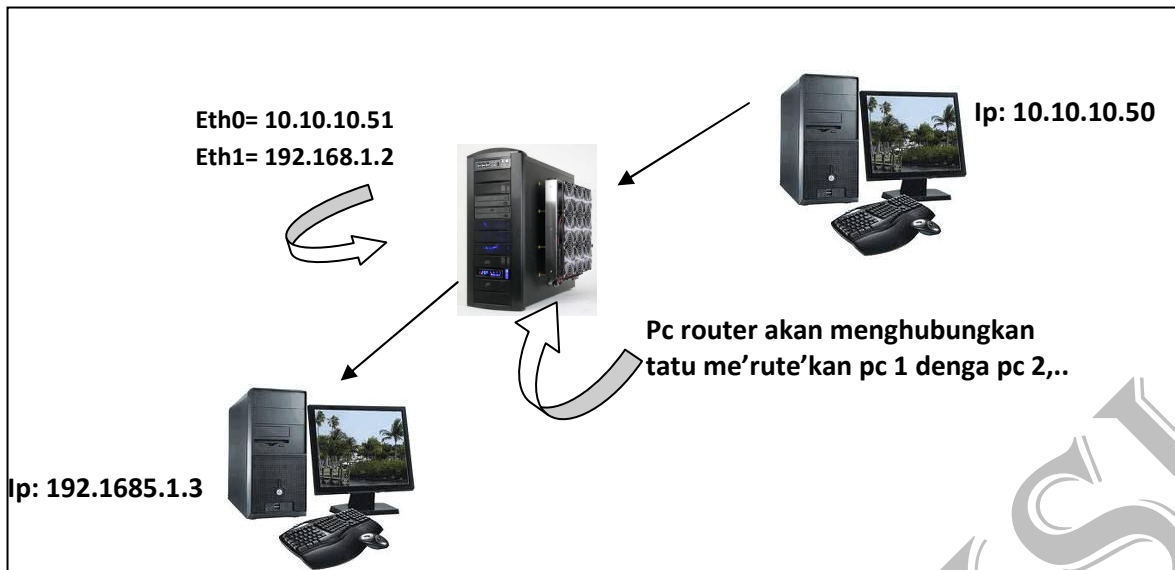 Eth0= 10.10.10.51
Eth1= 192.168.1.2
Ip: 10.10.10.50
Pc router akan menghubungkan
tatu me’rute’kan pc 1 denga pc 2,..
Ip: 192.1685.1.3